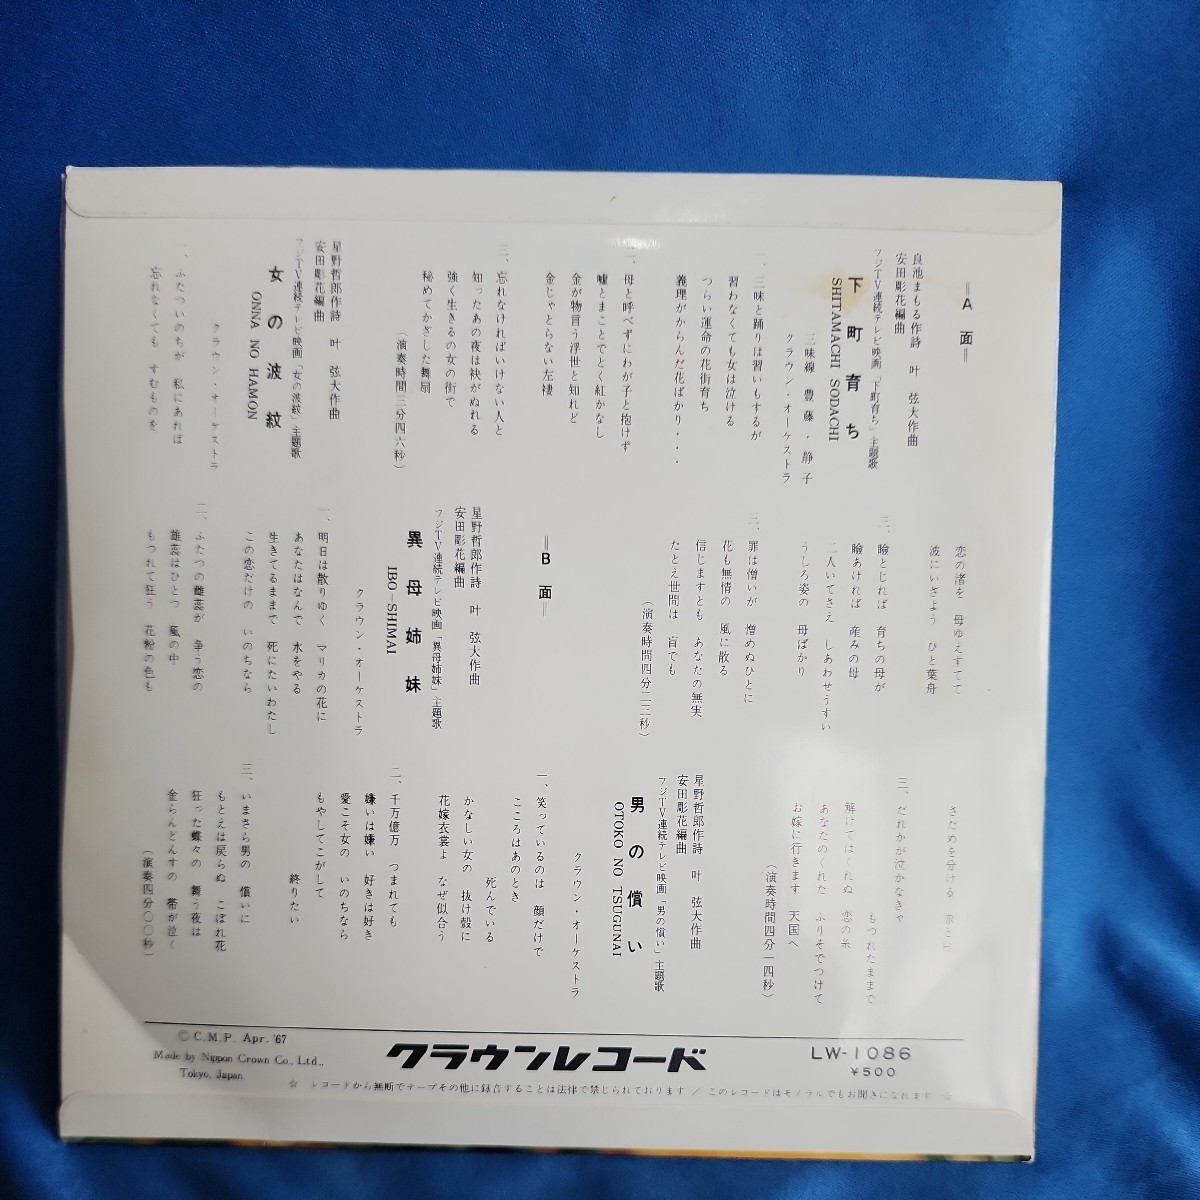 =A 面=
良池まもる作詩 叶 弦大作曲
安田彫花編曲
フジTV連続テレビ映画「下町育ち」主題歌
下町育ち
SHITAMACHI SODACHI
三味線 豊藤・静子
クラウン・オーケストラ
一、三味と踊りは習いもするが
習わなくても女は泣ける
つらい運命の花街育ち
義理がからんだ花ばかり・・・
二、母と呼べずにわが子と抱けず
嘘とまことでとく紅かなし
金が物言う浮世と知れど
金じゃとらない左褄
三、忘れなければいけない人と
知ったあの夜は袂がぬれる
強く生きるの女の街で
秘めてかざした舞扇
(演奏時間三分四六秒)
星野哲郎作詩 叶 弦大作曲
安田彫花編曲
フジTV連続テレビ映画「女の波紋」主題歌
女の波紋
ONNA NO HAMON
クラウン・オーケストラ
一、ふたついのちが 私にあれば
忘れなくても すむものを
恋の渚を 母ゆえすてて
波にいざよう ひと葉舟
二、瞼とじれば 育ちの母が
瞼あければ 産みの母
二人いてさえ しあわせうすい
うしろ姿の 母ばかり
三、罪は憎いが 憎めぬひとに
花も無情の 風に散る
信じますとも あなたの無実
たとえ世間は 盲でも
(演奏時間四分二三秒)
=B 面=
星野哲郎作詩 叶 弦大作曲
安田彫花編曲
フジTV連続テレビ映画「異母姉妹」主題歌
異母姉妹
IBO-SHIMAI
クラウン・オーケストラ
一、明日は散りゆく マリカの花に
あなたはなんで 水をやる
生きてるままで 死にたいわたし
この恋だけの いのちなら
二、ふたつの雌蕊が 争う恋の
雄蕊はひとつ 風の中
もつれて狂う 花粉の色も
さだめを分ける 赤と白
三、だれかが泣かなきゃ
もつれたままで
解けてはくれぬ 恋の糸
あなたのくれた ふりそでつけて
お嫁に行きます 天国へ
(演奏時間四分一四秒)
星野哲郎作詩 叶 弦大作曲
安田彫花編曲
フジTV連続テレビ映画「男の償い」主題歌
男の償い
OTOKO NO TSUGUNAI
クラウン・オーケストラ
一、笑っているのは 顔だけで
こころはあのとき
死んでいる
かなしい女の 抜け殻に
花嫁衣裳よ なぜ似合う
二、千万億万 つまれても
嫌いは嫌い 好きは好き
愛こそ女の いのちなら
もやしてこがして
終りたい
三、いまさら男の 償いに
もとえは戻らぬ こぼれ花
狂った蝶々の 舞う夜は
金らんどんすの 帯が泣く
(演奏四分〇〇秒)
© C.M.P. Apr. '67
Made by Nippon Crown Co., Ltd.,
Tokyo, Japan.
クラウンレコード
LW-1086
¥500
☆ レコードから無断でテープその他に録音することは法律で禁じられております / このレコードはモノラルでもお聞きになれます ☆